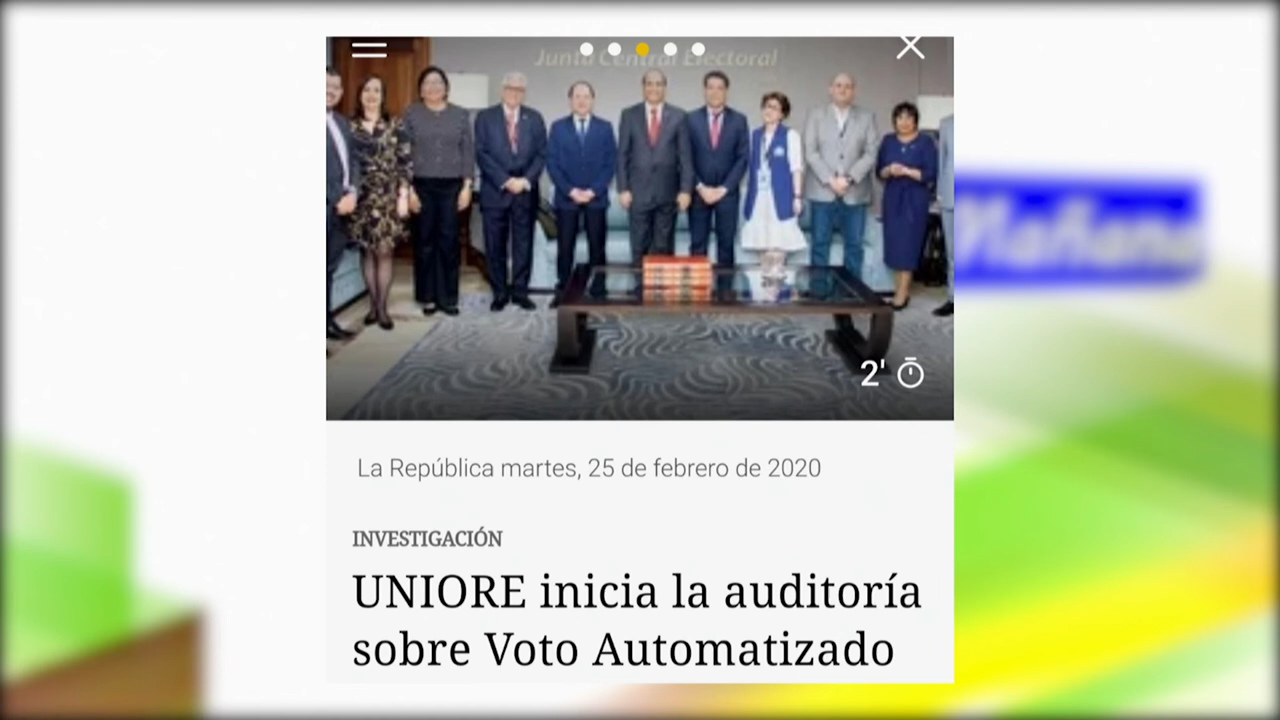 Junta Central Electoral
Mañana
2'
La República martes, 25 de febrero de 2020
INVESTIGACIÓN
UNIORE inicia la auditoría
sobre Voto Automatizado